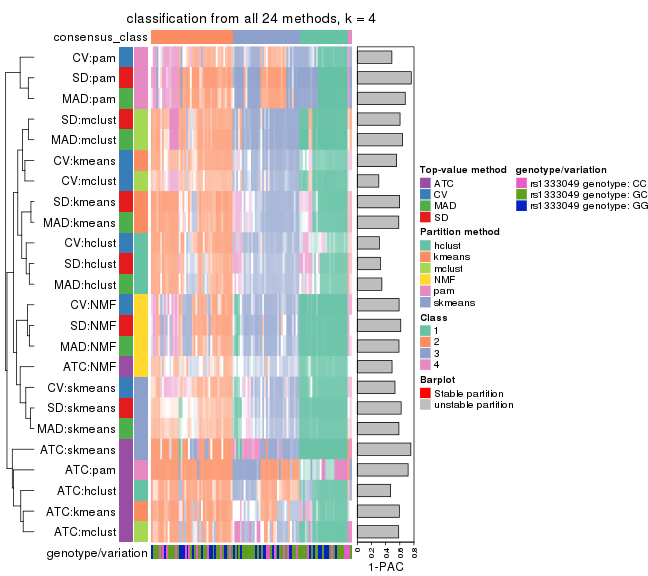 classification from all 24 methods, k = 4
consensus_class
CV:pam
SD:pam
MAD:pam
SD:mclust
MAD:mclust
CV:kmeans
CV:mclust
SD:kmeans
MAD:kmeans
CV:hclust
SD:hclust
MAD:hclust
CV:NMF
SD:NMF
MAD:NMF
ATC:NMF
CV:skmeans
SD:skmeans
MAD:skmeans
ATC:skmeans
ATC:pam
ATC:hclust
ATC:kmeans
ATC:mclust
genotype/variation
0 0.2 0.4 0.6 0.8
1-PAC
Top-value method
ATC
CV
MAD
SD
Partition method
hclust
kmeans
mclust
NMF
pam
skmeans
Class
1
2
3
4
Barplot
Stable partition
unstable partition
genotype/variation
rs1333049 genotype: CC
rs1333049 genotype: GC
rs1333049 genotype: GG